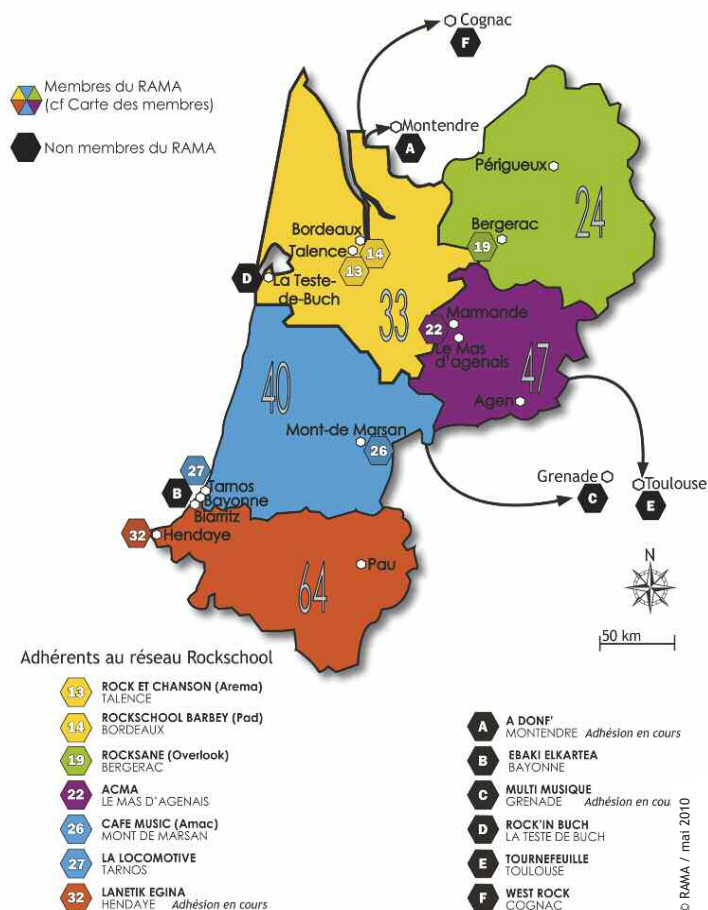 Cognac
F
Membres du RAMA
(cf Carte des membres)
Montendre
A
Non membres du RAMA
Périgueux
24
Bordeaux
Bergerac
14
19
Talence
13
D
La Teste-
de-Buch
33
Marmande
22
Le Mas
d'agenais
47
40
Agen
Mont-de Marsan
26
27
Tarnos
B
Bayonne
Biarritz
Grenade
C
Toulouse
E
32
Hendaye
Pau
64
N
50 km
Adhérents au réseau Rockschool
13
ROCK ET CHANSON (Arema)
TALENCE
14
ROCKSCHOOL BARBEY (Pad)
BORDEAUX
19
ROCKSANE (Overlook)
BERGERAC
22
ACMA
LE MAS D'AGENAIS
26
CAFE MUSIC (Amac)
MONT DE MARSAN
27
LA LOCOMOTIVE
TARNOS
32
LANETIK EGINA
HENDAYE Adhésion en cours
A
A DONF'
MONTENDRE Adhésion en cours
B
EBAKI ELKARTEA
BAYONNE
C
MULTI MUSIQUE
GRENADE Adhésion en cou
D
ROCK'IN BUCH
LA TESTE DE BUCH
E
TOURNEFEUILLE
TOULOUSE
F
WEST ROCK
COGNAC
© RAMA / mai 2010